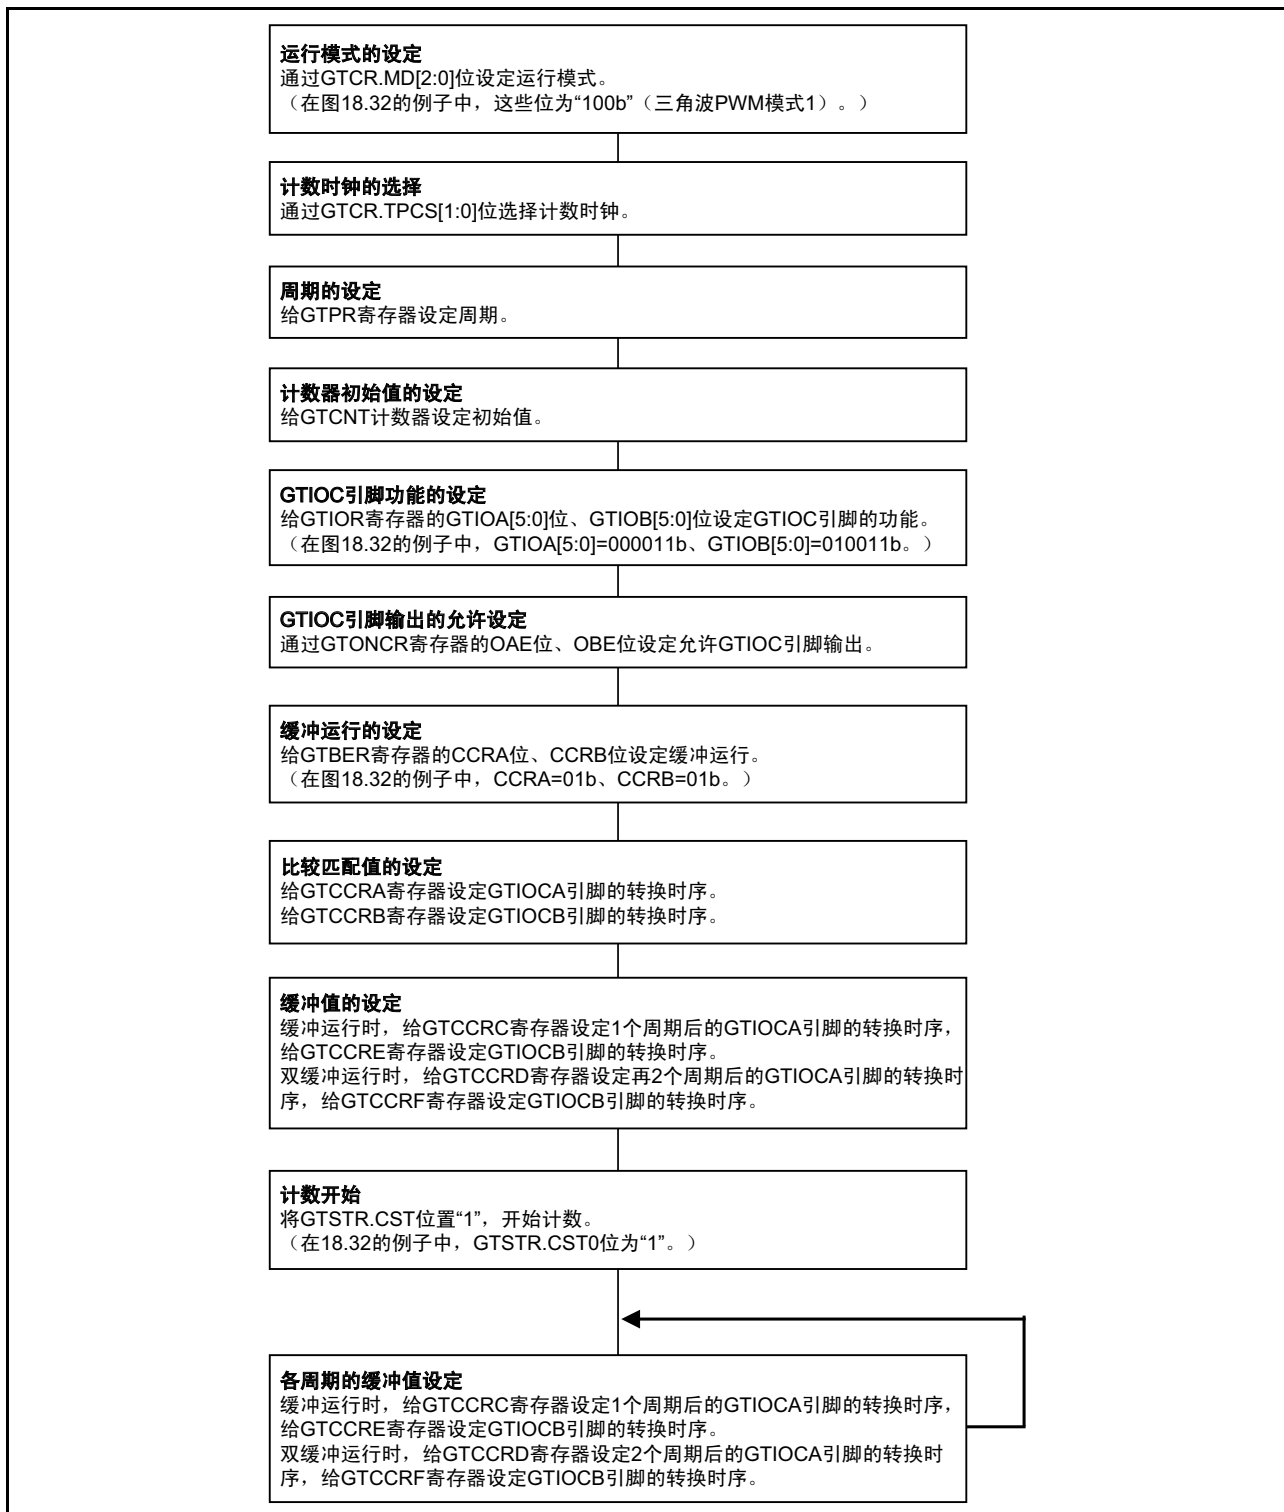 运行模式的设定
通过GTCR.MD[2:0]位设定运行模式。
（在图18.32的例子中，这些位为“100b”（三角波PWM模式1）。）
计数时钟的选择
通过GTCR.TPCS[1:0]位选择计数时钟。
周期的设定
给GTPR寄存器设定周期。
计数器初始值的设定
给GTCNT计数器设定初始值。
GTIOC引脚功能的设定
给GTIOR寄存器的GTIOA[5:0]位、GTIOB[5:0]位设定GTIOC引脚的功能。
（在图18.32的例子中，GTIOA[5:0]=000011b、GTIOB[5:0]=010011b。）
GTIOC引脚输出的允许设定
通过GTONCR寄存器的OAE位、OBE位设定允许GTIOC引脚输出。
缓冲运行的设定
给GTBER寄存器的CCRA位、CCRB位设定缓冲运行。
（在图18.32的例子中，CCRA=01b、CCRB=01b。）
比较匹配值的设定
给GTCCRA寄存器设定GTIOCA引脚的转换时序。
给GTCCRB寄存器设定GTIOCB引脚的转换时序。
缓冲值的设定
缓冲运行时，给GTCCRC寄存器设定1个周期后的GTIOCA引脚的转换时序，
给GTCCRE寄存器设定GTIOCB引脚的转换时序。
双缓冲运行时，给GTCCRD寄存器设定再2个周期后的GTIOCA引脚的转换时
序，给GTCCRF寄存器设定GTIOCB引脚的转换时序。
计数开始
将GTSTR.CST位置“1”，开始计数。
（在18.32的例子中，GTSTR.CST0位为“1”。）
各周期的缓冲值设定
缓冲运行时，给GTCCRC寄存器设定1个周期后的GTIOCA引脚的转换时序，
给GTCCRE寄存器设定GTIOCB引脚的转换时序。
双缓冲运行时，给GTCCRD寄存器设定2个周期后的GTIOCA引脚的转换时
序，给GTCCRF寄存器设定GTIOCB引脚的转换时序。